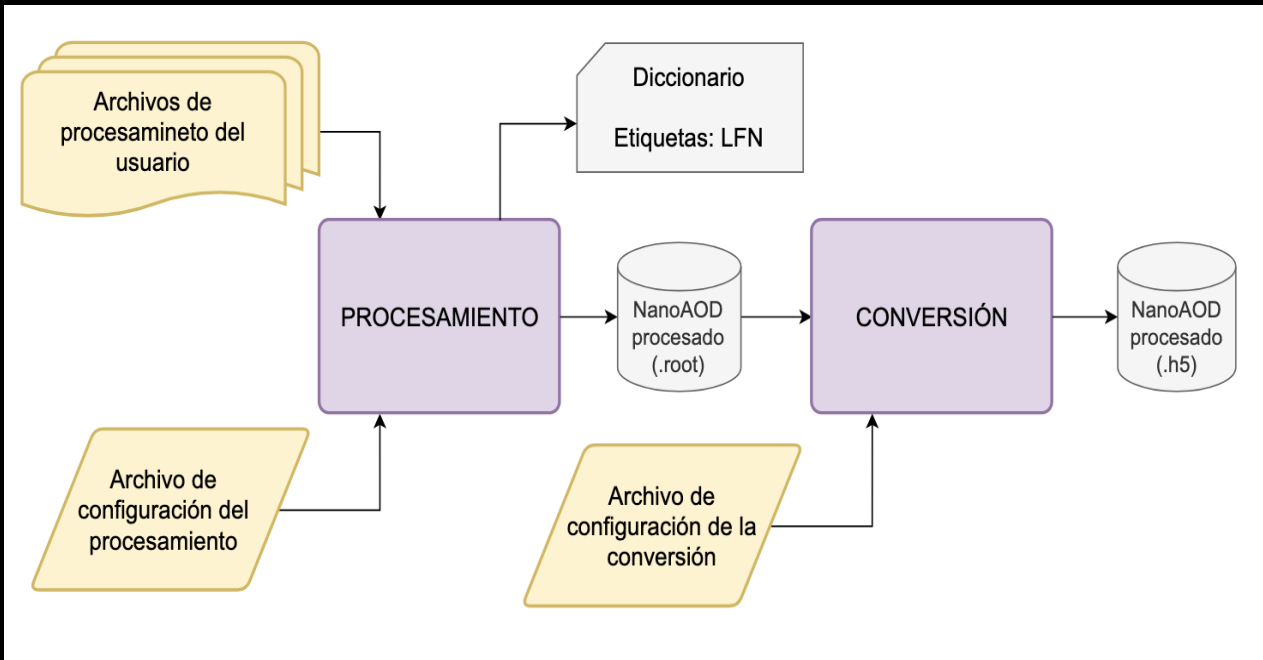 Archivos de
procesamineto del
usuario
Diccionario
Etiquetas: LFN
PROCESAMIENTO
NanoAOD
procesado
(.root)
CONVERSIÓN
NanoAOD
procesado
(.h5)
Archivo de
configuración del
procesamiento
Archivo de
configuración de la
conversión